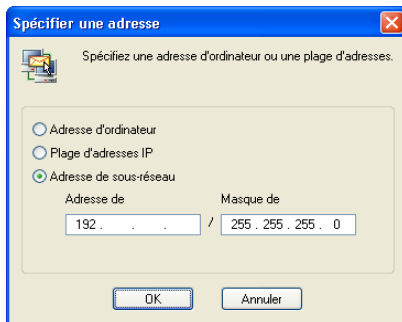 Spécifier une adresse
Spécifiez une adresse d'ordinateur ou une plage d'adresses.
Adresse d'ordinateur
Plage d'adresses IP
Adresse de sous-réseau
Adresse de Masque de
192 . . . / 255 . 255 . 255 . 0
OK Annuler